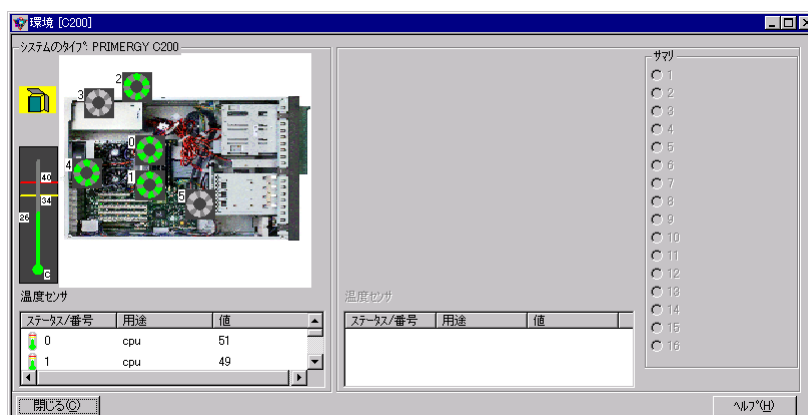 環境 [C200]
システムのタイプ: PRIMERGY C200
サマリ
1
2
3
4
5
6
7
8
9
10
11
12
13
14
15
16
2
3
0
4
1
5
40
34
26
C
温度センサ
ステータス/番号 用途 値
0 cpu 51
1 cpu 49
温度センサ
ステータス/番号 用途 値
閉じる(C)
ヘルプ(H)